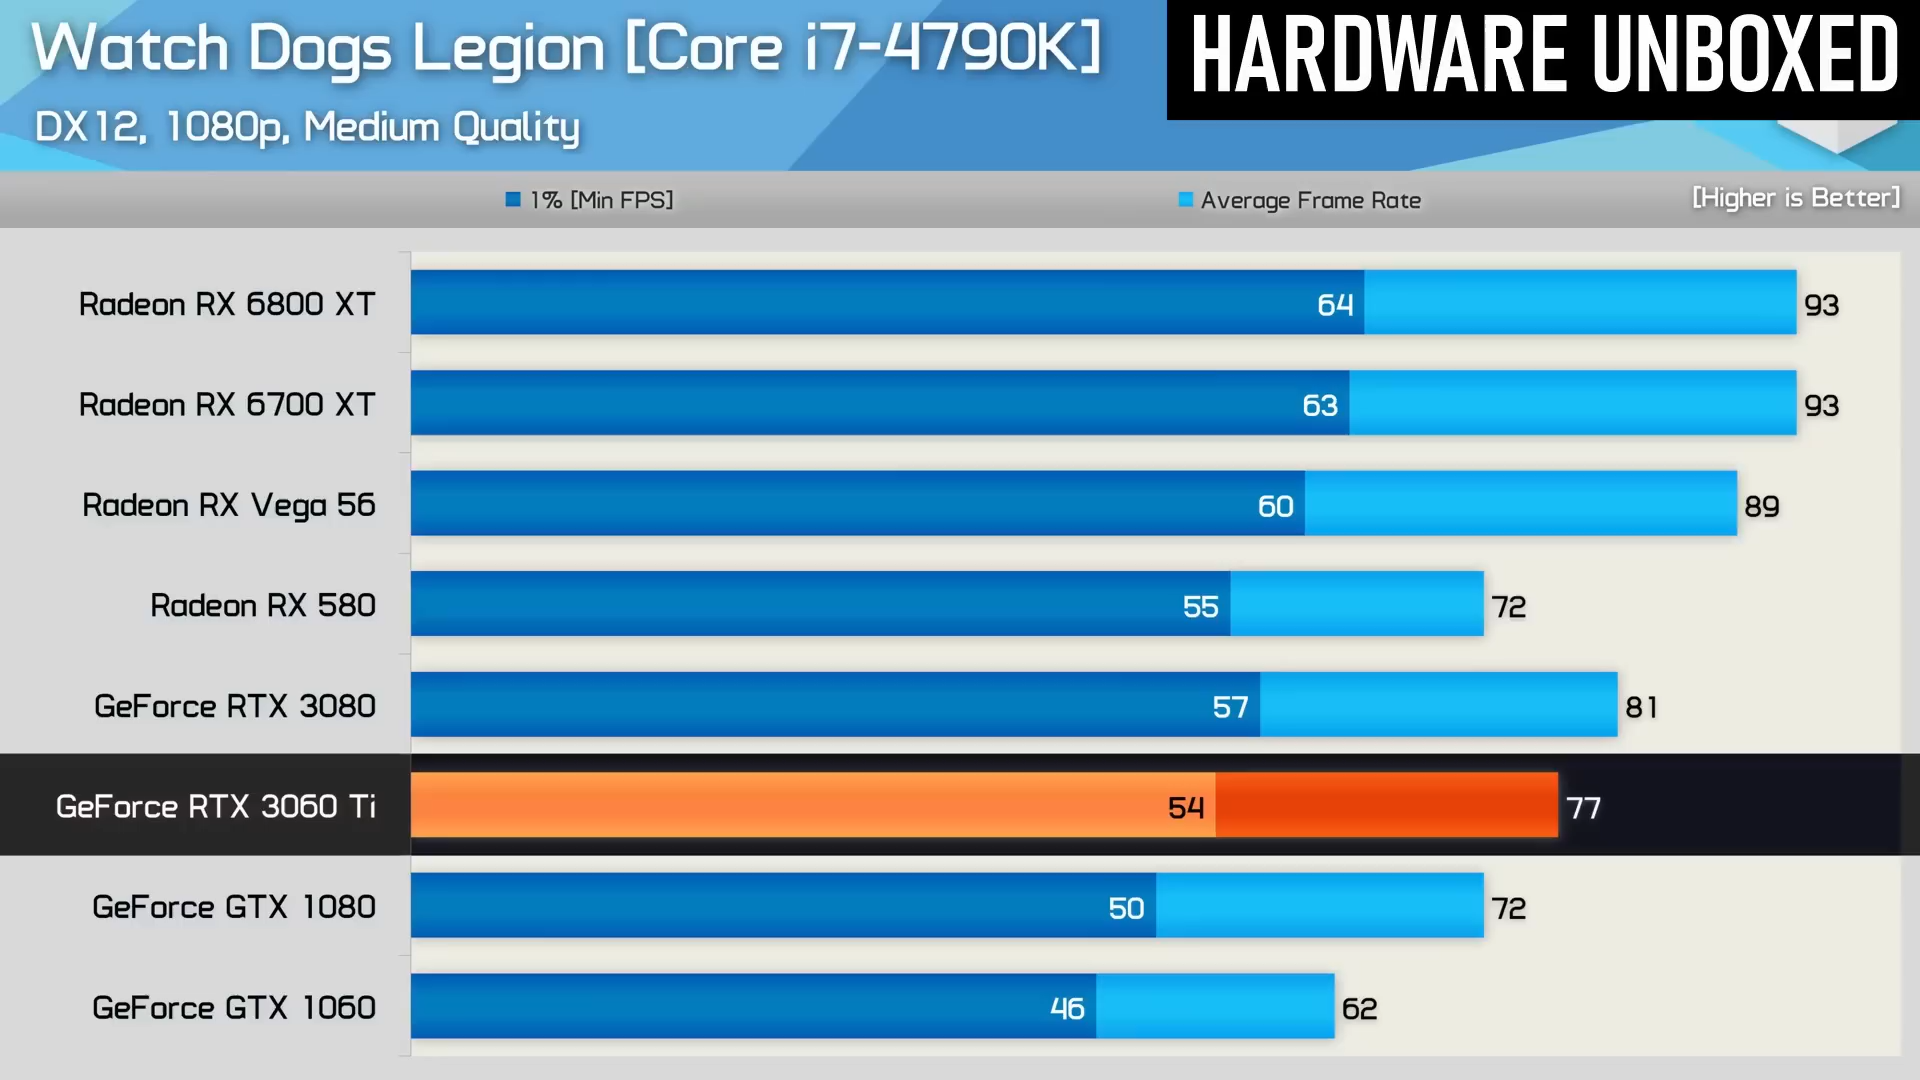 Watch Dogs Legion [Core i7-4790K]
HARDWARE UNBOXED
DX12, 1080p, Medium Quality
1% [Min FPS] Average Frame Rate [Higher is Better]
Radeon RX 6800 XT 64 93
Radeon RX 6700 XT 63 93
Radeon RX Vega 56 60 89
Radeon RX 580 55 72
GeForce RTX 3080 57 81
GeForce RTX 3060 Ti 54 77
GeForce GTX 1080 50 72
GeForce GTX 1060 46 62